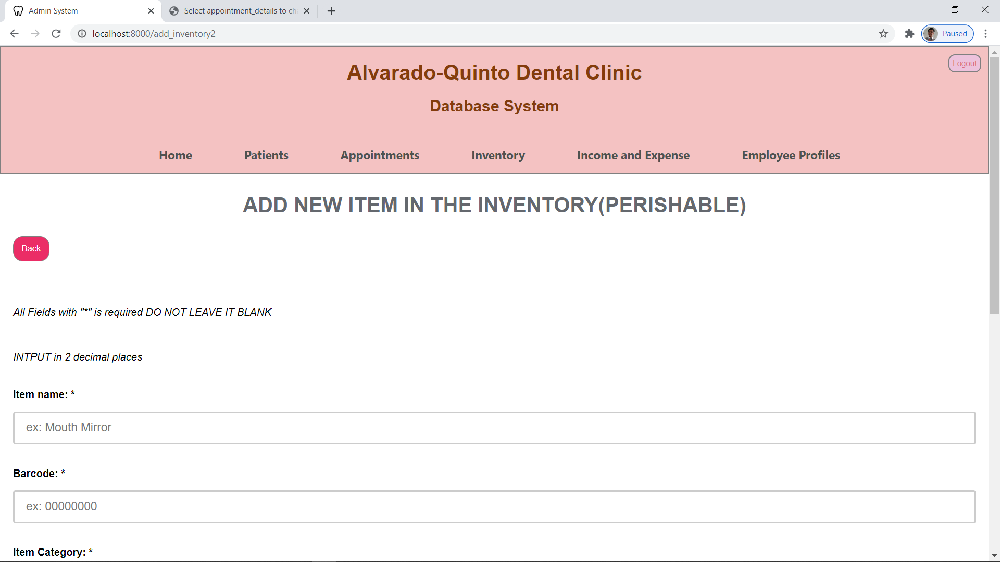 Admin System
Select appointment_details to ch
localhost:8000/add_inventory2
Paused
Logout
Alvarado-Quinto Dental Clinic
Database System
Home Patients Appointments Inventory Income and Expense Employee Profiles
ADD NEW ITEM IN THE INVENTORY(PERISHABLE)
Back
All Fields with "*" is required DO NOT LEAVE IT BLANK
INTPUT in 2 decimal places
Item name: *
ex: Mouth Mirror
Barcode: *
ex: 00000000
Item Category: *